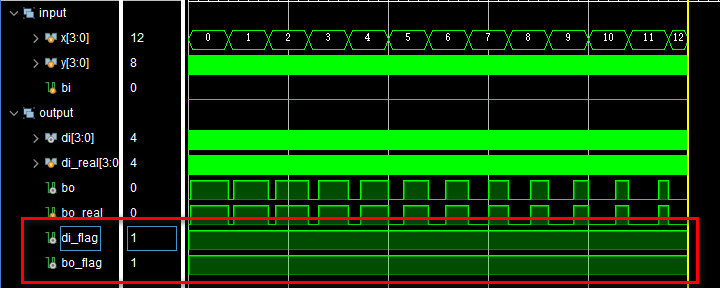 input
x[3:0] 12 0 1 2 3 4 5 6 7 8 9 10 11 12
y[3:0] 8
bi 0
output
di[3:0] 4
di_real[3:0 4
bo 0
bo_real 0
di_flag 1
bo_flag 1